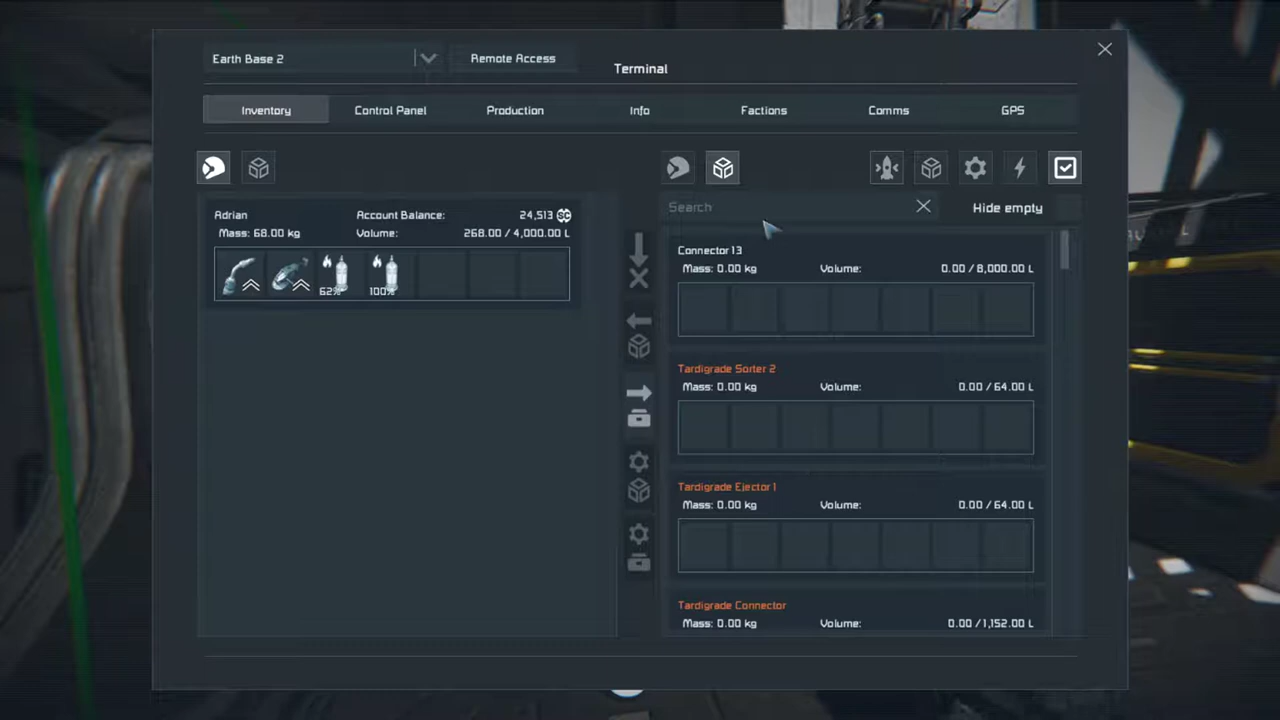 Earth Base 2
Remote Access
Terminal
Inventory
Control Panel
Production
Info
Factions
Comms
GPS
Search
Hide empty
Adrian
Account Balance: 24,513 SC
Mass: 68.00 kg
Volume: 268.00 / 4,000.00 L
62%
100%
Connector 13
Mass: 0.00 kg
Volume: 0.00 / 8,000.00 L
Tardigrade Sorter 2
Mass: 0.00 kg
Volume: 0.00 / 64.00 L
Tardigrade Ejector 1
Mass: 0.00 kg
Volume: 0.00 / 64.00 L
Tardigrade Connector
Mass: 0.00 kg
Volume: 0.00 / 1,152.00 L